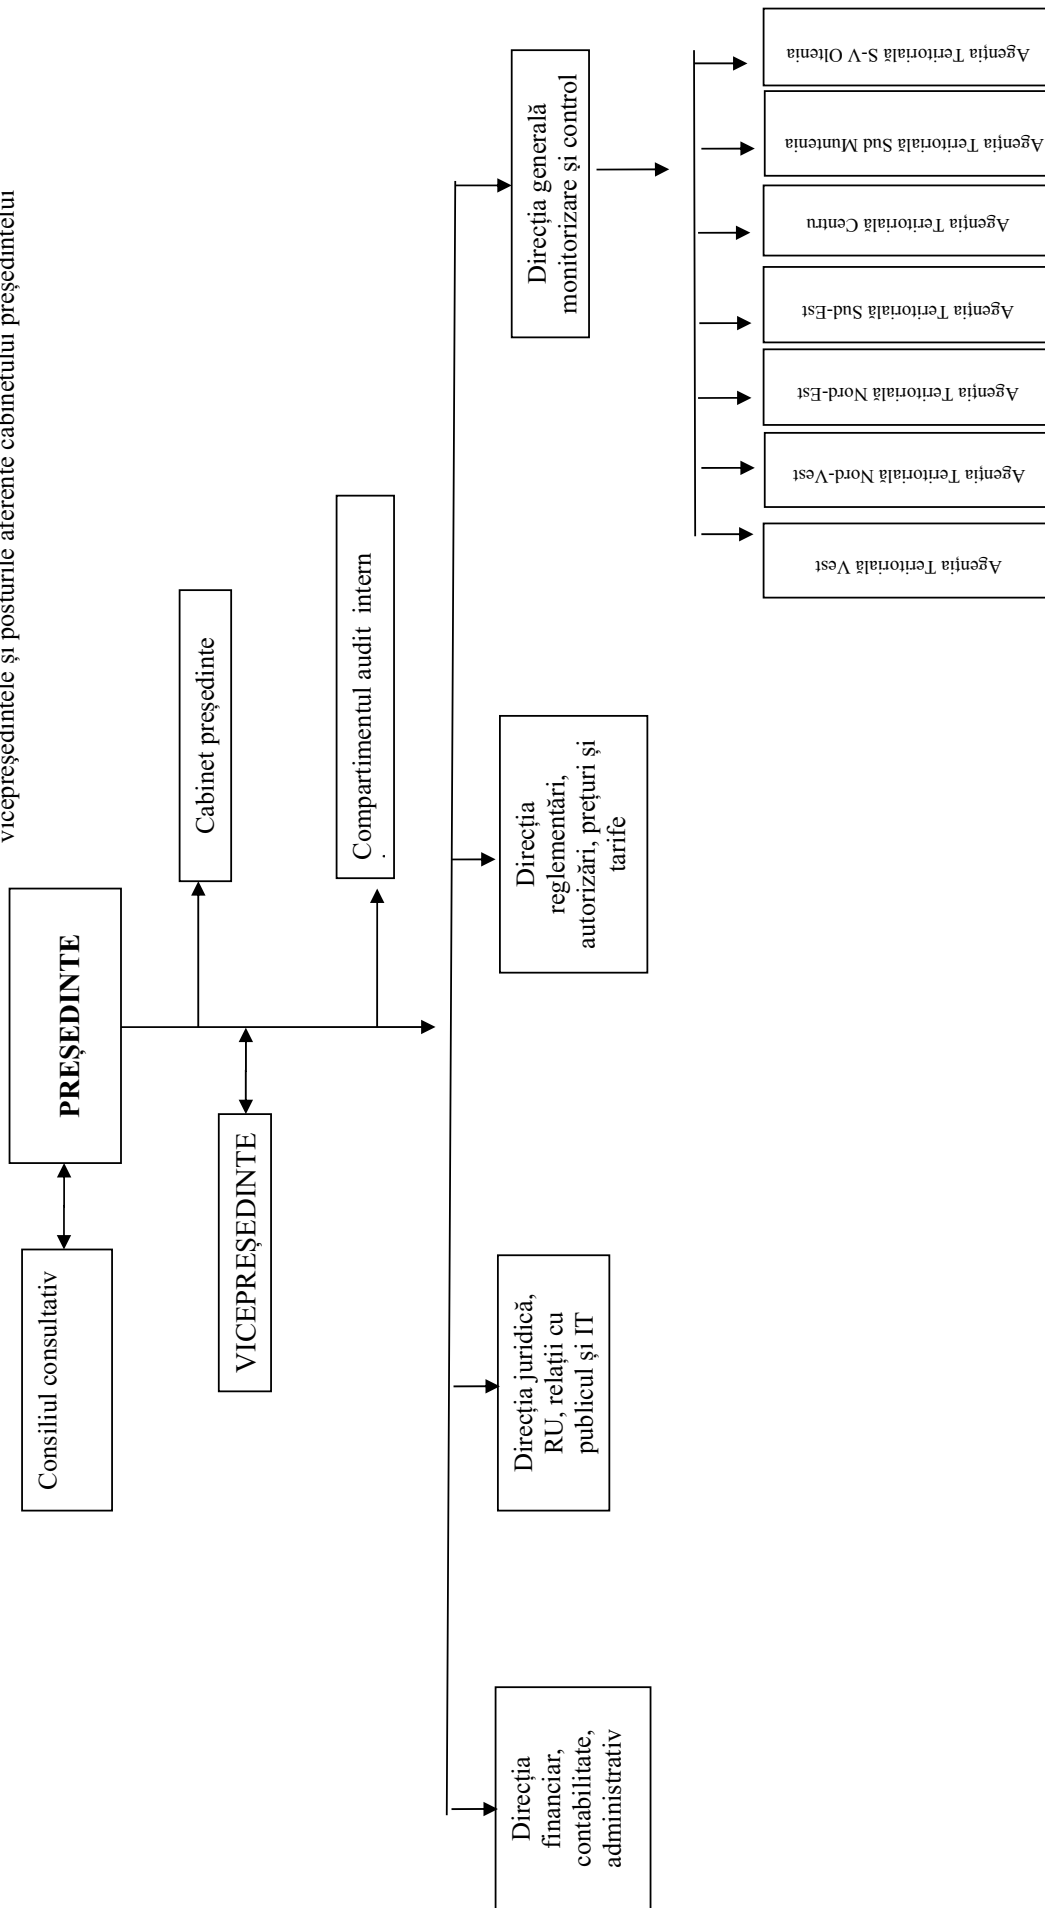 vicepreședintele și posturile aferente cabinetului președintelui
PREȘEDINTE
Consiliul consultativ
Cabinet președinte
VICEPREȘEDINTE
Compartimentul audit intern
.
Direcția
financiar,
contabilitate,
administrativ
Direcția juridică,
RU, relații cu
publicul și IT
Direcția
reglementări,
autorizări, prețuri și
tarife
Direcția generală
monitorizare și control
Agenția Teritorială Vest
Agenția Teritorială Nord-Vest
Agenția Teritorială Nord-Est
Agenția Teritorială Sud-Est
Agenția Teritorială Centru
Agenția Teritorială Sud Muntenia
Agenția Teritorială S-V Oltenia